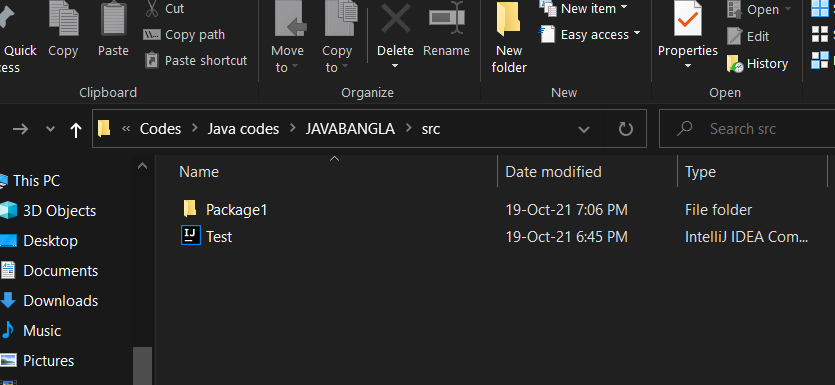 Cut
New item
Open
Quick
Copy
Paste
Copy path
Paste shortcut
Move
to
Copy
to
Delete
Rename
New
folder
Easy access
Properties
Edit
History
Clipboard
Organize
New
Open
« Codes > Java codes > JAVABANGLA > src
Search src
Name
Date modified
Type
This PC
3D Objects
Desktop
Documents
Downloads
Music
Pictures
Package1
19-Oct-21 7:06 PM
File folder
IJ
Test
19-Oct-21 6:45 PM
IntelliJ IDEA Com...